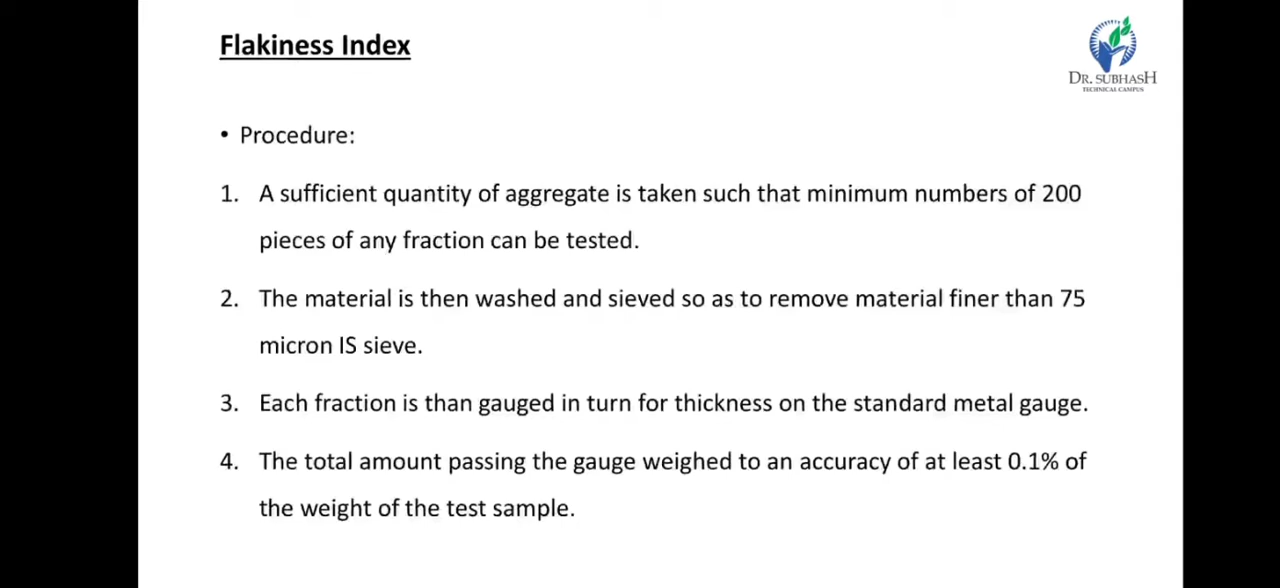 Flakiness Index
DR. SUBHASH
TECHNICAL CAMPUS
• Procedure:
1. A sufficient quantity of aggregate is taken such that minimum numbers of 200
pieces of any fraction can be tested.
2. The material is then washed and sieved so as to remove material finer than 75
micron IS sieve.
3. Each fraction is than gauged in turn for thickness on the standard metal gauge.
4. The total amount passing the gauge weighed to an accuracy of at least 0.1% of
the weight of the test sample.